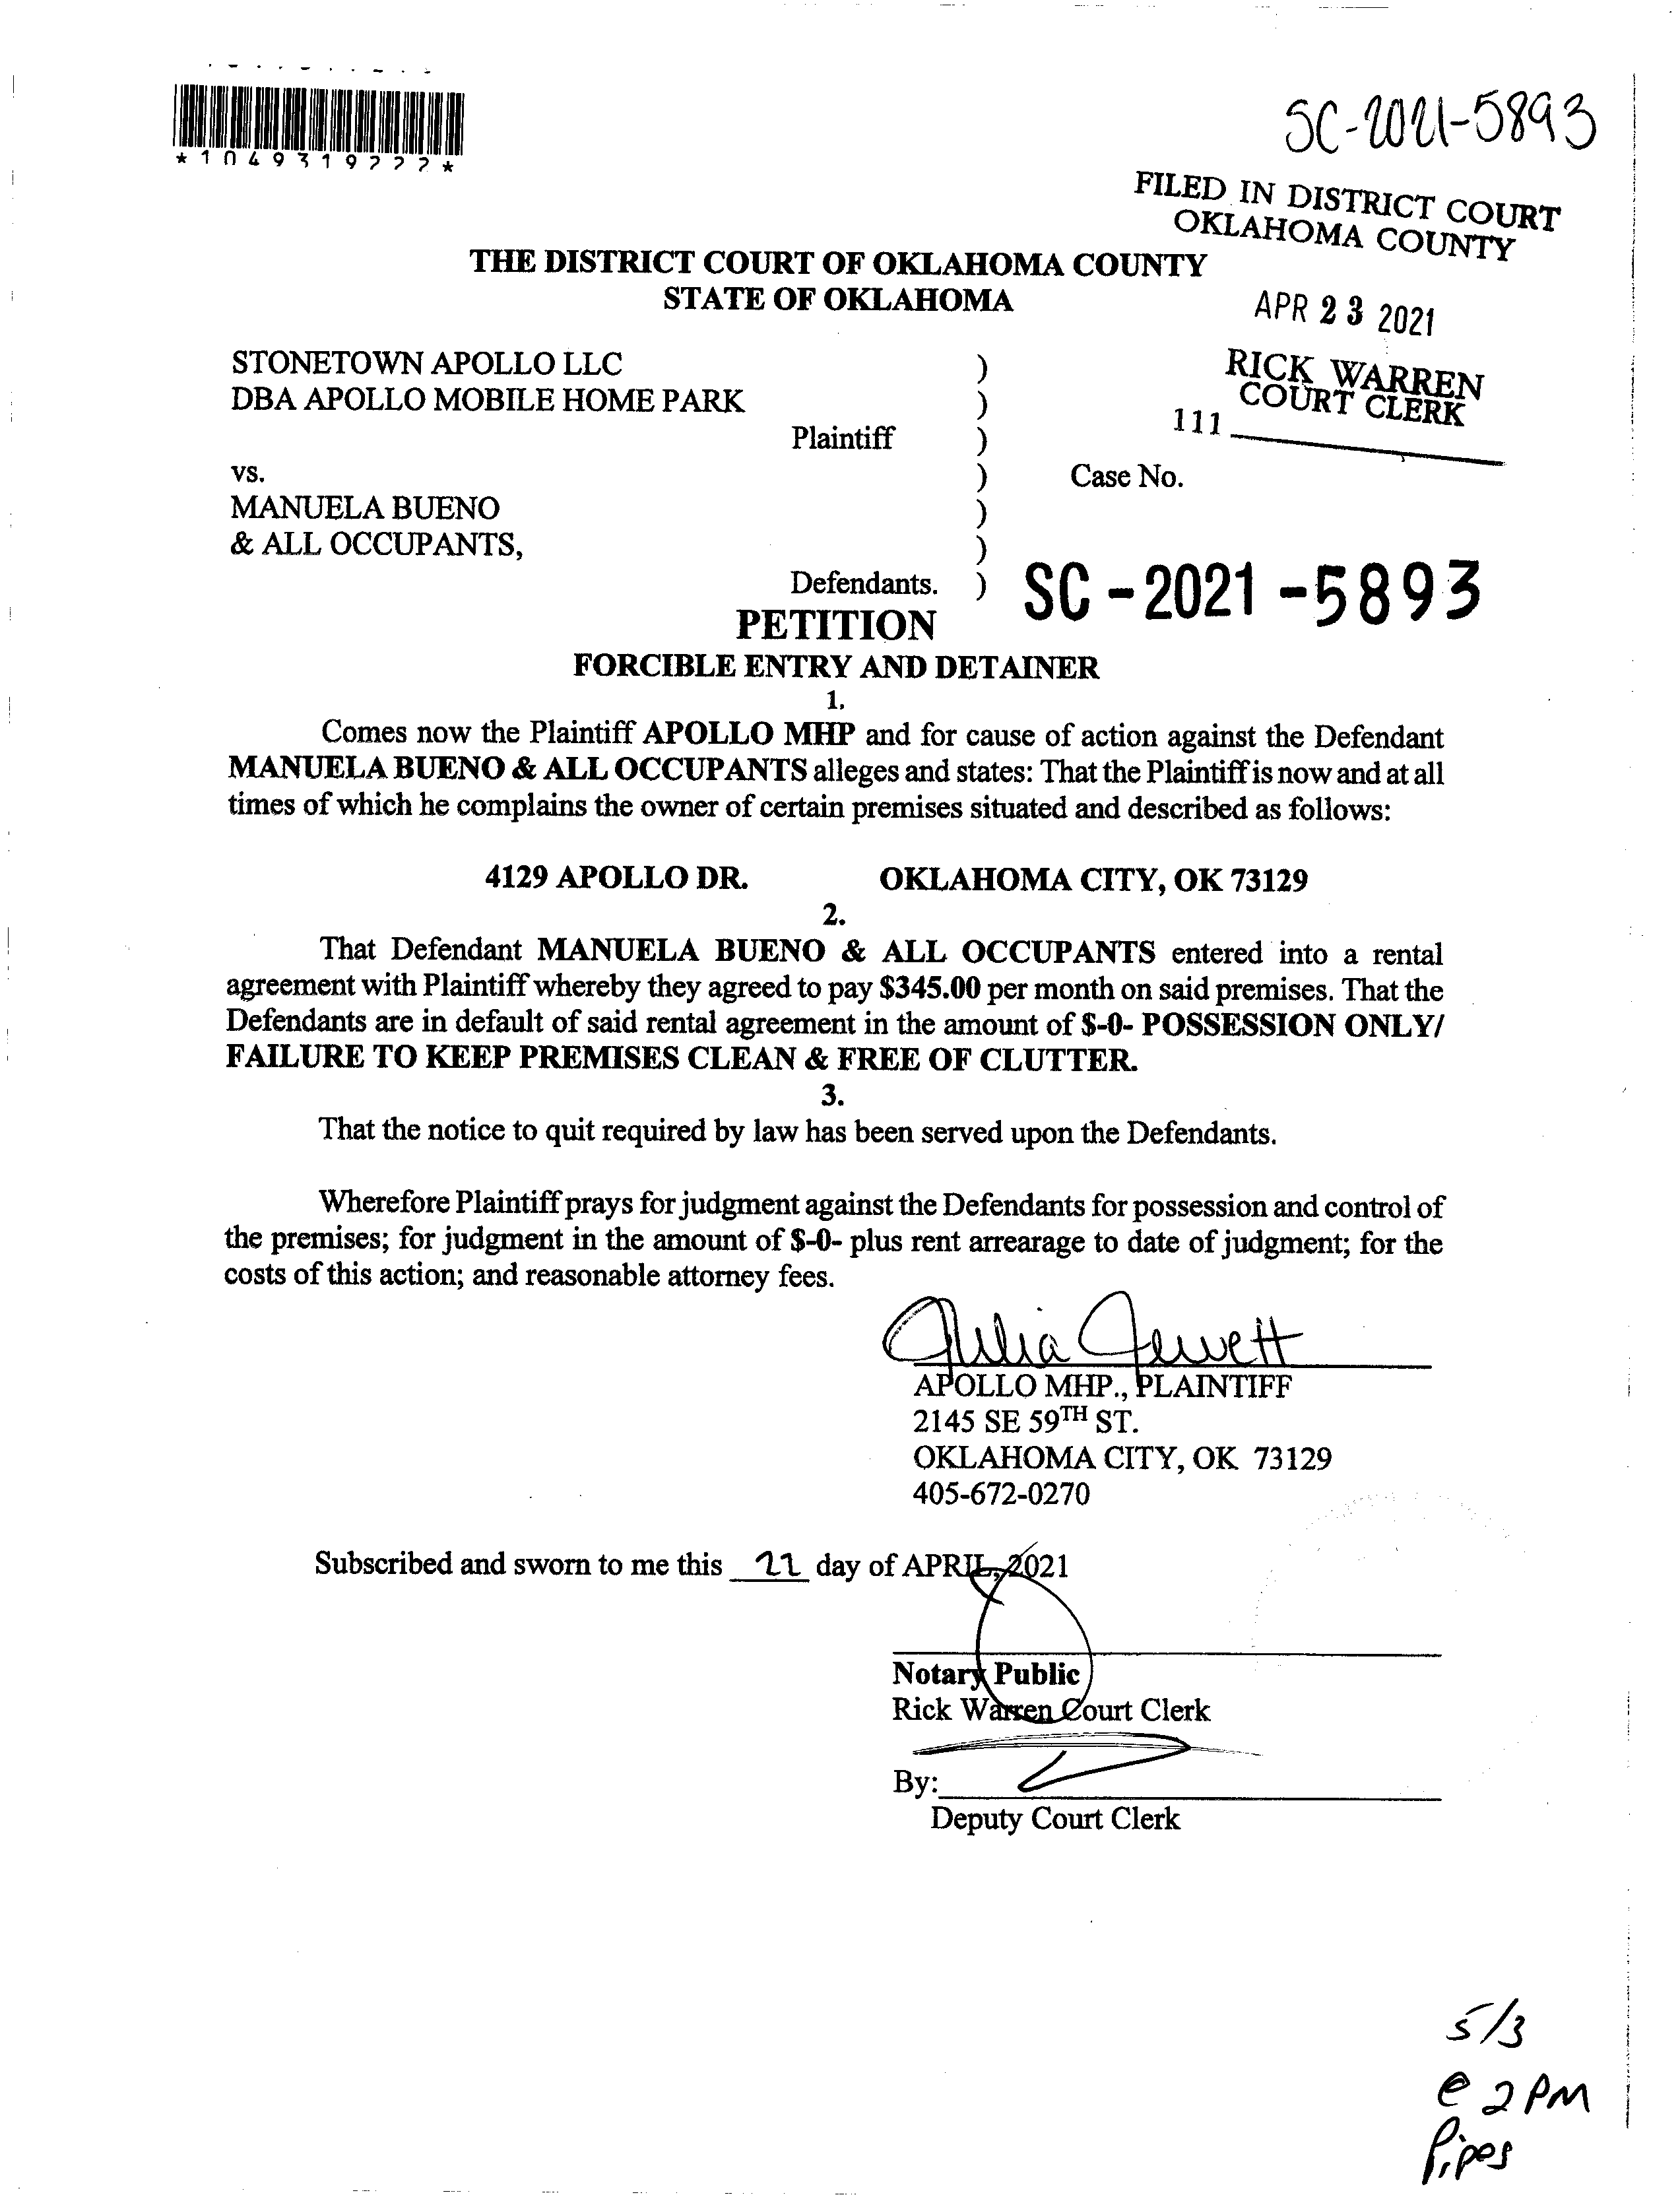 SC-2021-5893
*1049319222*
FILED IN DISTRICT COURT
OKLAHOMA COUNTY
THE DISTRICT COURT OF OKLAHOMA COUNTY
STATE OF OKLAHOMA
APR 23 2021
STONETOWN APOLLO LLC )
DBA APOLLO MOBILE HOME PARK )
RICK WARREN
COURT CLERK
111
Plaintiff )
vs. ) Case No.
MANUELA BUENO )
& ALL OCCUPANTS, )
Defendants. ) SC-2021-5893
PETITION
FORCIBLE ENTRY AND DETAINER
1.
Comes now the Plaintiff APOLLO MHP and for cause of action against the Defendant
MANUELA BUENO & ALL OCCUPANTS alleges and states: That the Plaintiff is now and at all
times of which he complains the owner of certain premises situated and described as follows:
4129 APOLLO DR. OKLAHOMA CITY, OK 73129
2.
That Defendant MANUELA BUENO & ALL OCCUPANTS entered into a rental
agreement with Plaintiff whereby they agreed to pay $345.00 per month on said premises. That the
Defendants are in default of said rental agreement in the amount of $-0- POSSESSION ONLY/
FAILURE TO KEEP PREMISES CLEAN & FREE OF CLUTTER.
3.
That the notice to quit required by law has been served upon the Defendants.
Wherefore Plaintiff prays for judgment against the Defendants for possession and control of
the premises; for judgment in the amount of $-0- plus rent arrearage to date of judgment; for the
costs of this action; and reasonable attorney fees.
Julia Jewett
APOLLO MHP., PLAINTIFF
2145 SE 59TH ST.
OKLAHOMA CITY, OK 73129
405-672-0270
Subscribed and sworn to me this 22 day of APRIL, 2021
Notary Public
Rick Warren Court Clerk
By:
Deputy Court Clerk
5/3
@ 2 PM
Pipes